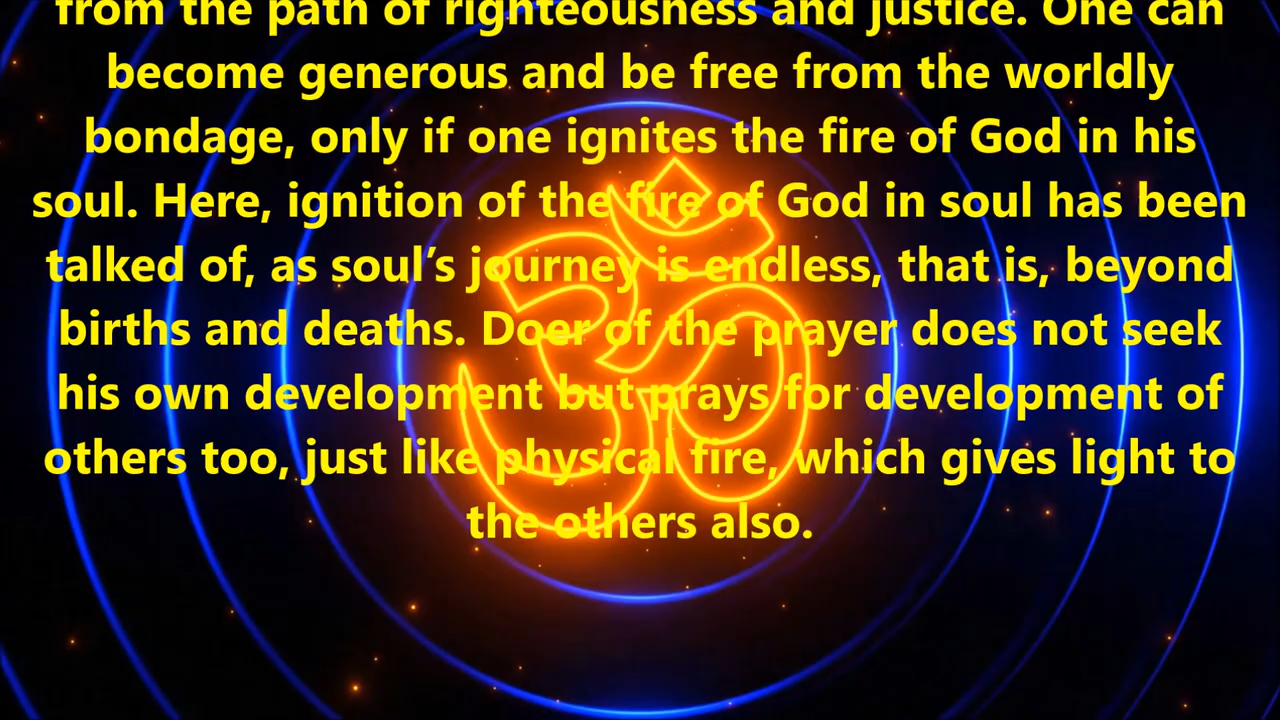 from the path of righteousness and justice. One can
become generous and be free from the worldly
bondage, only if one ignites the fire of God in his
soul. Here, ignition of the fire of God in soul has been
talked of, as soul’s journey is endless, that is, beyond
births and deaths. Doer of the prayer does not seek
his own development but prays for development of
others too, just like physical fire, which gives light to
the others also.